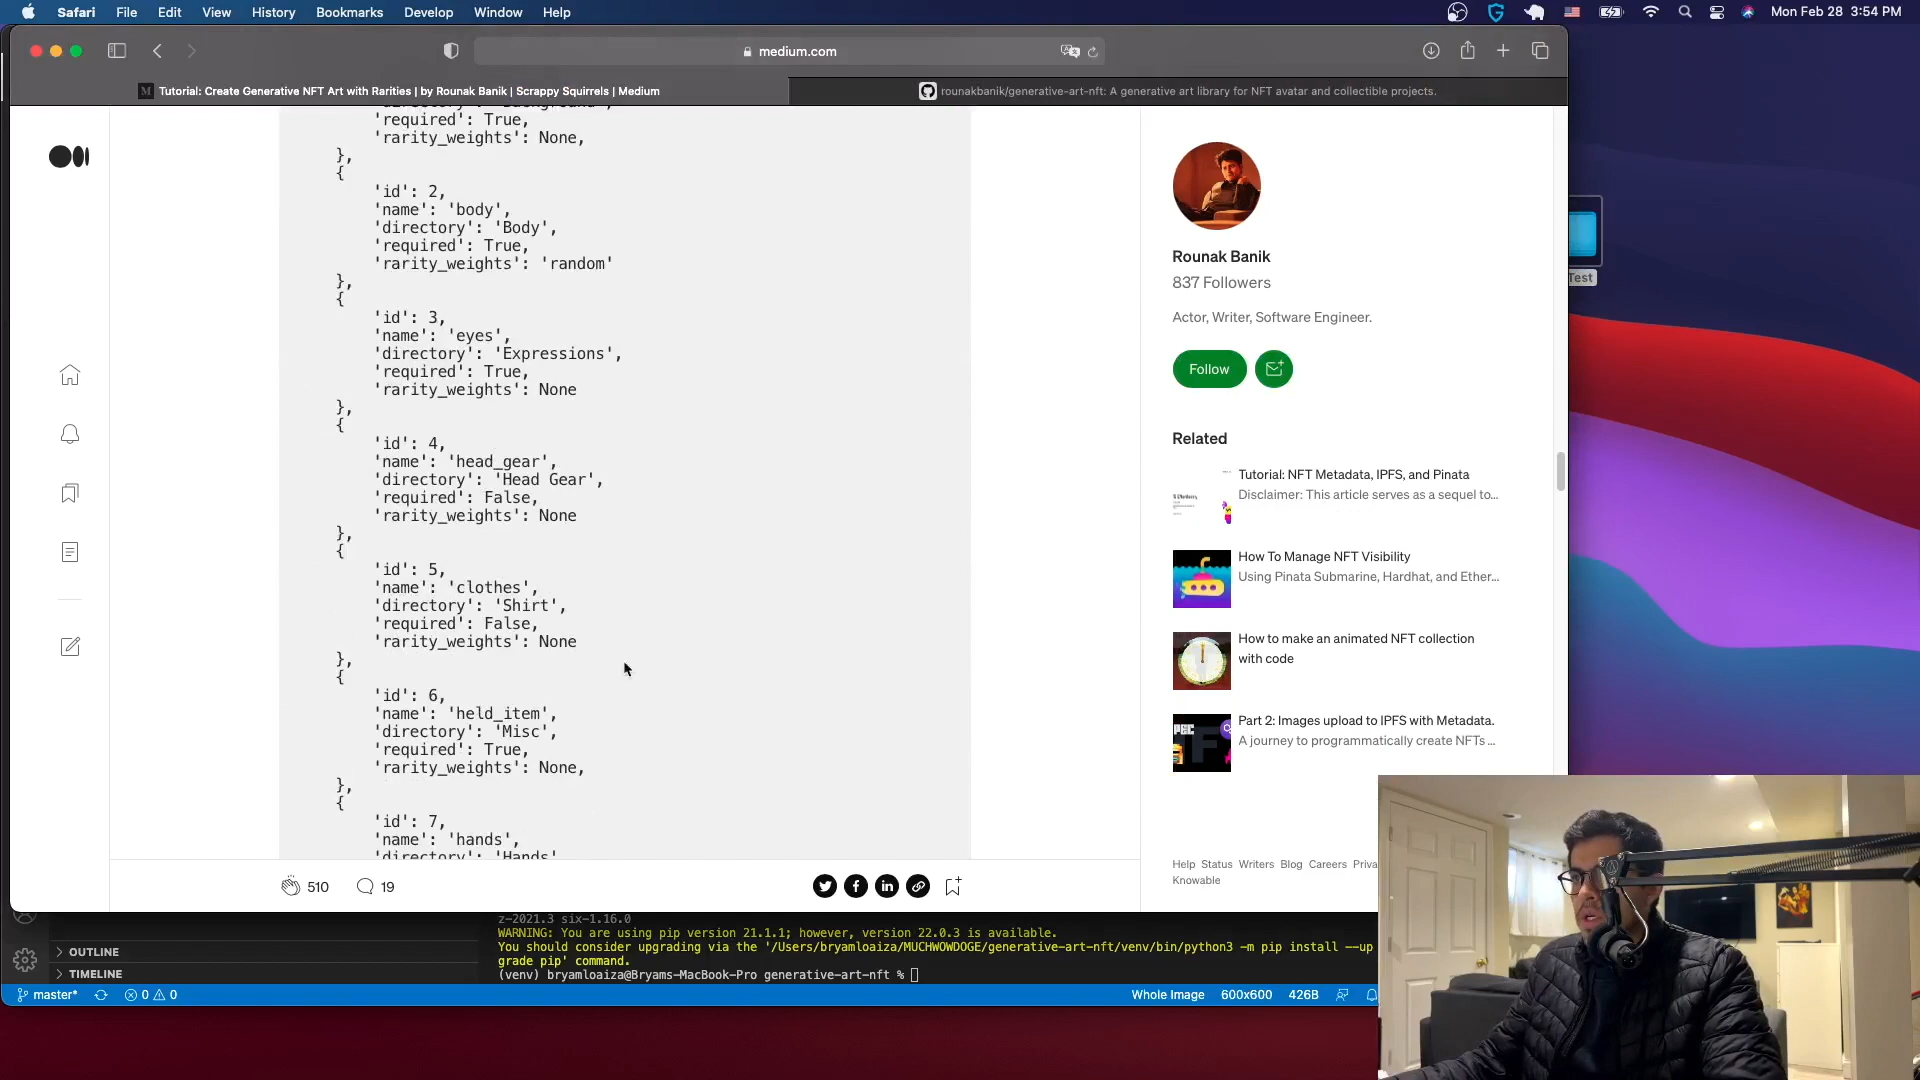 Safari File Edit View History Bookmarks Develop Window Help
Mon Feb 28 3:54 PM
medium.com
Tutorial: Create Generative NFT Art with Rarities | by Rounak Banik | Scrappy Squirrels | Medium
rounakbanik/generative-art-nft: A generative art library for NFT avatar and collectible projects.
'required': True,
'rarity_weights': None,
},
{
'id': 2,
'name': 'body',
'directory': 'Body',
'required': True,
'rarity_weights': 'random'
},
{
'id': 3,
'name': 'eyes',
'directory': 'Expressions',
'required': True,
'rarity_weights': None
},
{
'id': 4,
'name': 'head_gear',
'directory': 'Head Gear',
'required': False,
'rarity_weights': None
},
{
'id': 5,
'name': 'clothes',
'directory': 'Shirt',
'required': False,
'rarity_weights': None
},
{
'id': 6,
'name': 'held_item',
'directory': 'Misc',
'required': True,
'rarity_weights': None,
},
{
'id': 7,
'name': 'hands',
'directory': 'Hands'
510 19
Rounak Banik
837 Followers
Actor, Writer, Software Engineer.
Follow
Related
Tutorial: NFT Metadata, IPFS, and Pinata
Disclaimer: This article serves as a sequel to...
How To Manage NFT Visibility
Using Pinata Submarine, Hardhat, and Ether...
How to make an animated NFT collection
with code
Part 2: Images upload to IPFS with Metadata.
A journey to programmatically create NFTs ...
Help Status Writers Blog Careers Priva
Knowable
Test
z-2021.3 six-1.16.0
WARNING: You are using pip version 21.1.1; however, version 22.0.3 is available.
You should consider upgrading via the '/Users/bryamloaiza/MUCHWOWDOGE/generative-art-nft/venv/bin/python3 -m pip install --up
grade pip' command.
(venv) bryamloaiza@Bryams-MacBook-Pro generative-art-nft %
OUTLINE
TIMELINE
master* 0 0
Whole Image 600x600 426B